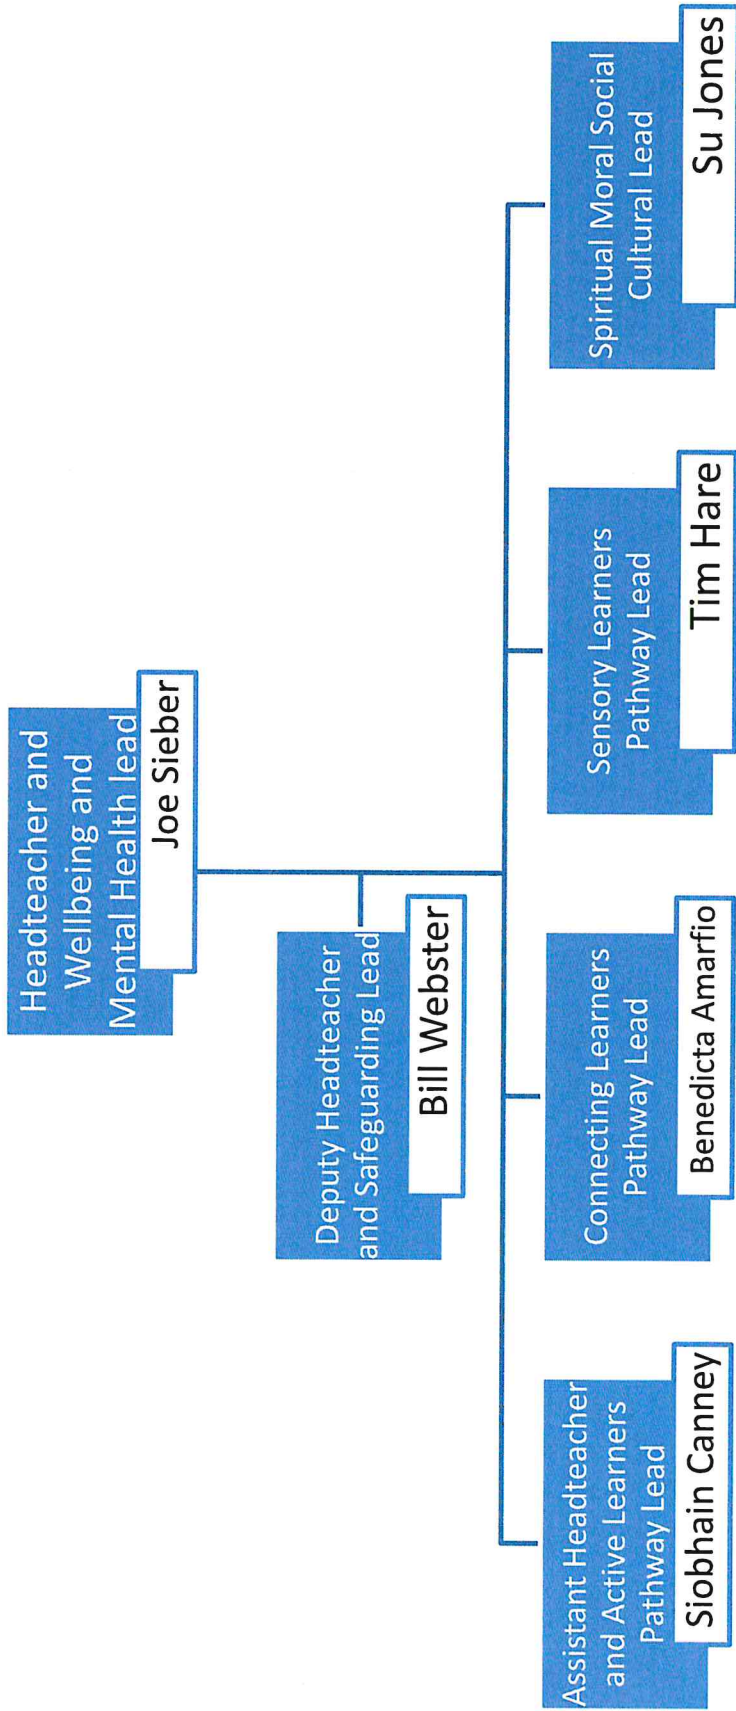 Headteacher and
Wellbeing and
Mental Health lead
Joe Sieber
Deputy Headteacher
and Safeguarding Lead
Bill Webster
Assistant Headteacher
and Active Learners
Pathway Lead
Siobhain Canney
Connecting Learners
Pathway Lead
Benedicta Amarfio
Sensory Learners
Pathway Lead
Tim Hare
Spiritual Moral Social
Cultural Lead
Su Jones